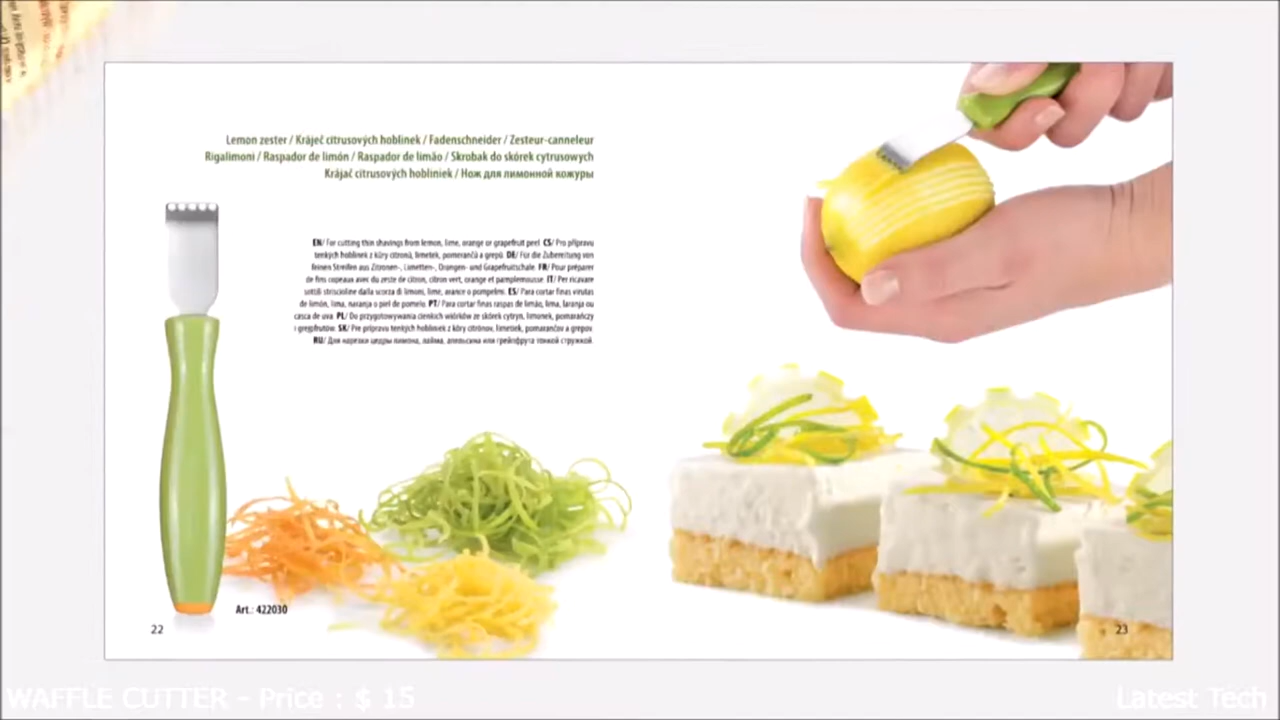 Lemon zester / Kráječ citrusových hoblinek / Fadenschneider / Zesteur-canneleur
Rigalimoni / Raspador de limón / Raspador de limão / Skrobak do skórek cytrusowych
Krájač citrusových hobliniek / Нож для лимонной кожуры
EN/ For cutting thin shavings from lemon, lime, orange or grapefruit peel. CS/ Pro přípravu
tenkých hoblinek z kůry citronů, limetek, pomerančů a grepů. DE/ Für die Zubereitung von
feinen Streifen aus Zitronen-, Limetten-, Orangen- und Grapefruitschale. FR/ Pour préparer
de fins copeaux avec du zeste de citron, citron vert, orange et pamplemousse. IT/ Per ricavare
sottili striscioline dalla scorza di limoni, lime, arance o pompelmi. ES/ Para cortar finas virutas
de limón, lima, naranja o piel de pomelo. PT/ Para cortar finas raspas de limão, lima, laranja ou
casca de uva. PL/ Do przygotowywania cienkich wiórków ze skórek cytryn, limonek, pomarańczy
i grejpfrutów. SK/ Pre prípravu tenkých hobliniek z kôry citrónov, limetiek, pomarančov a grepov.
RU/ Для нарезки цедры лимона, лайма, апельсина или грейпфрута тонкой стружкой.
Art.: 422030
22
23
WAFFLE CUTTER - Price : $ 15
Latest Tech